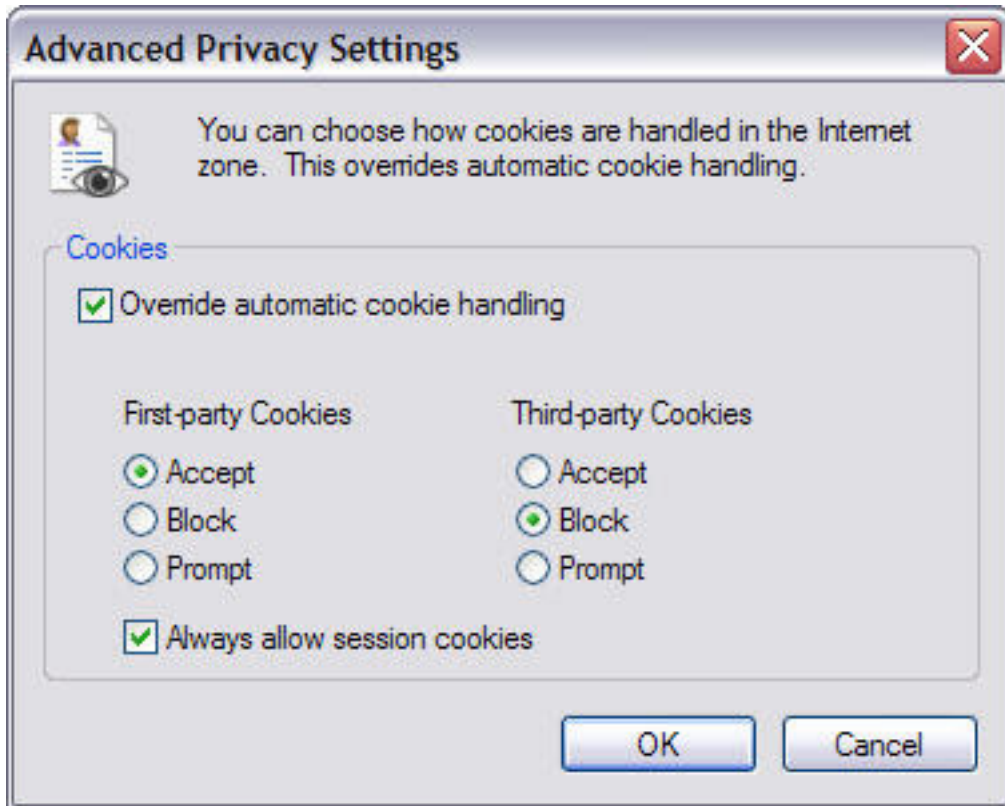 Advanced Privacy Settings
You can choose how cookies are handled in the Internet
zone. This overrides automatic cookie handling.
Cookies
Override automatic cookie handling
First-party Cookies
Third-party Cookies
Accept
Accept
Block
Block
Prompt
Prompt
Always allow session cookies
OK
Cancel